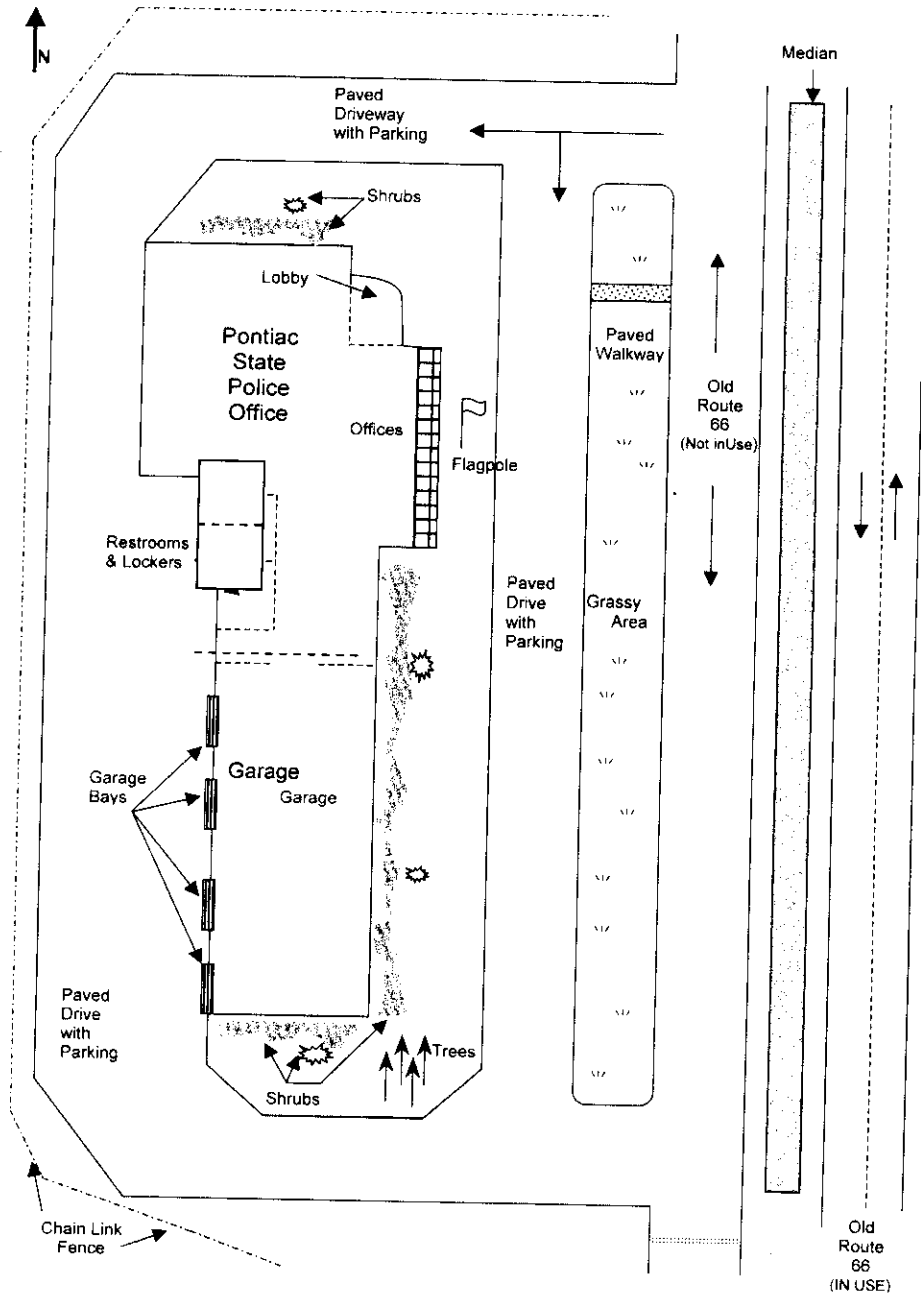 N
Median
Paved
Driveway
with Parking
Shrubs
Lobby
Pontiac
State
Police
Office
Paved
Walkway
Old
Route
66
(Not inUse)
Offices
Flagpole
Restrooms
& Lockers
Paved
Drive
with
Parking
Grassy
Area
Garage
Bays
Garage
Garage
Paved
Drive
with
Parking
Trees
Shrubs
Chain Link
Fence
Old
Route
66
(IN USE)